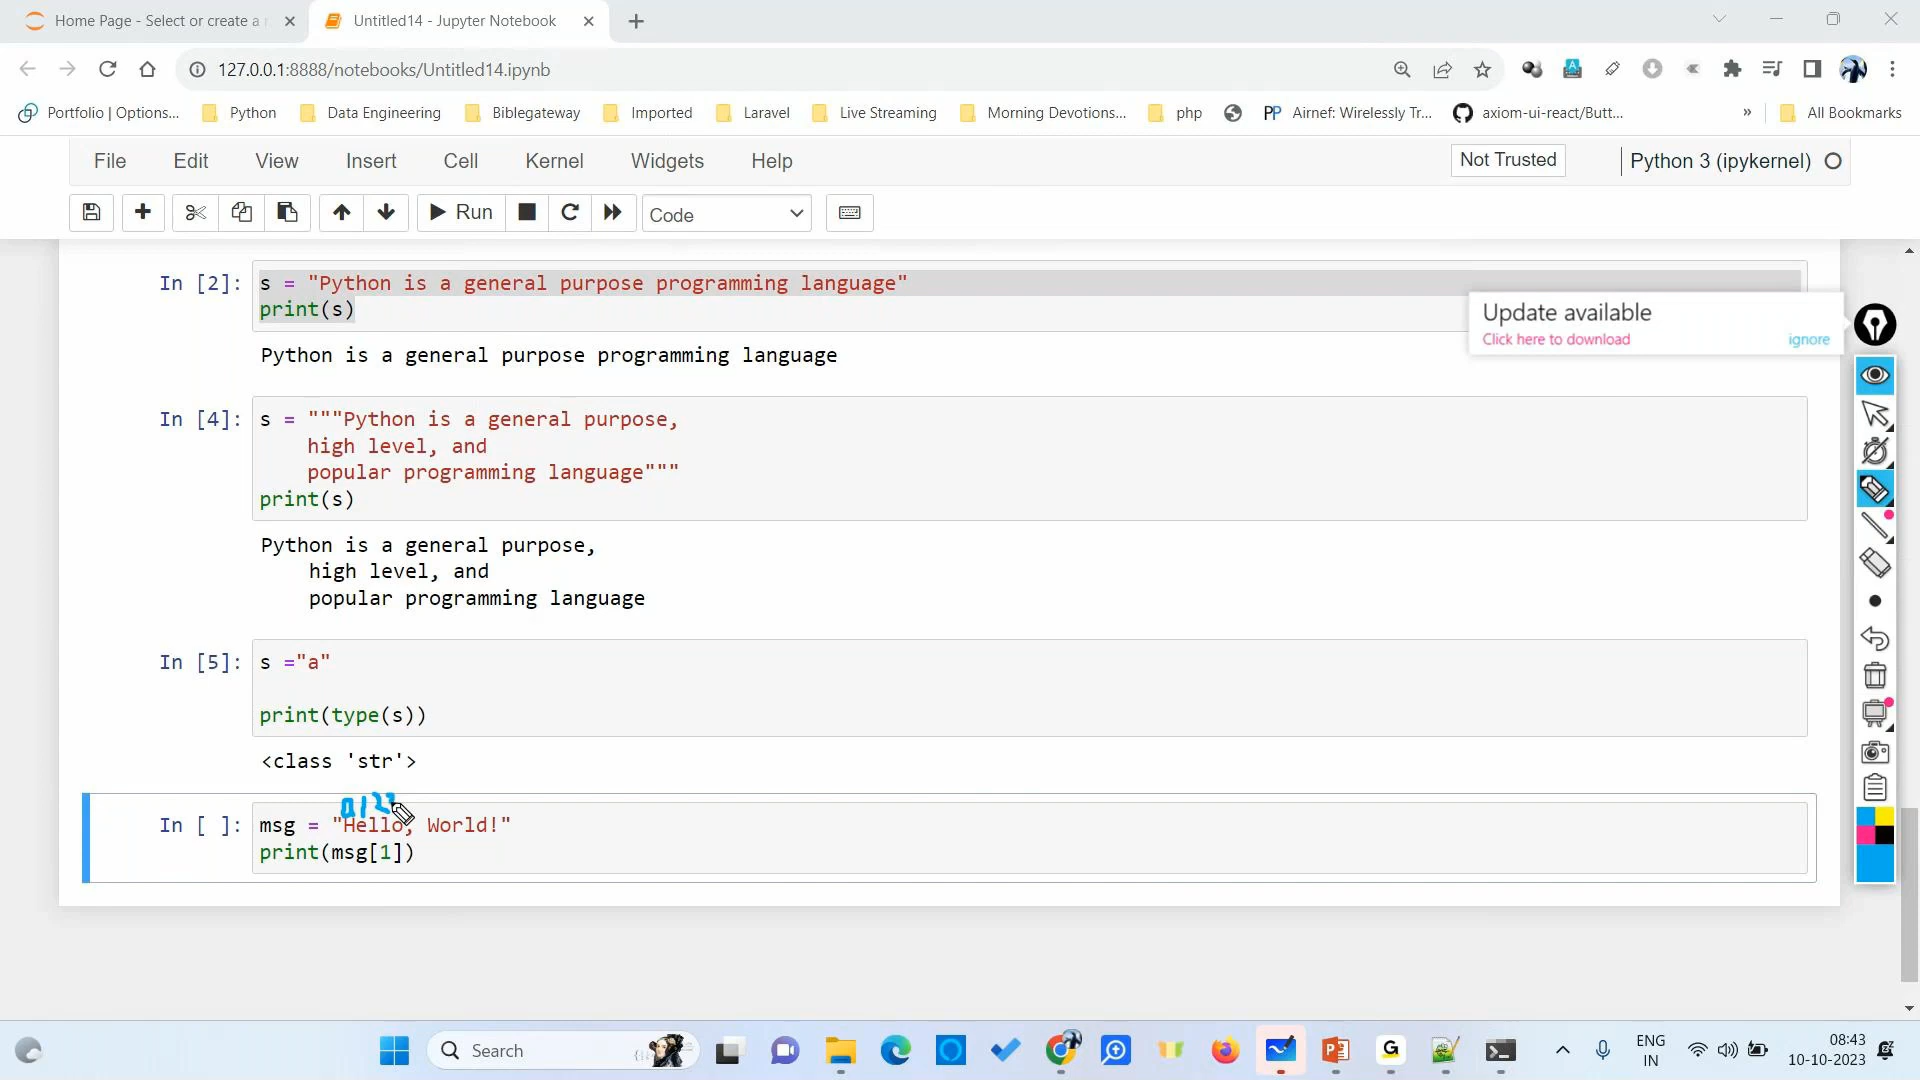 Home Page - Select or create a n
Untitled14 - Jupyter Notebook
127.0.0.1:8888/notebooks/Untitled14.ipynb
Portfolio | Options... Python Data Engineering Biblegateway Imported Laravel Live Streaming Morning Devotions... php PP Airnef: Wirelessly Tr... axiom-ui-react/Butt... » All Bookmarks
File Edit View Insert Cell Kernel Widgets Help Not Trusted Python 3 (ipykernel)
Run Code
In [2]: s = "Python is a general purpose programming language"
print(s)
Update available
Click here to download ignore
Python is a general purpose programming language
In [4]: s = """Python is a general purpose,
high level, and
popular programming language"""
print(s)
Python is a general purpose,
high level, and
popular programming language
In [5]: s ="a"
print(type(s))
<class 'str'>
012
In [ ]: msg = "Hello, World!"
print(msg[1])
Search
ENG
IN
08:43
10-10-2023